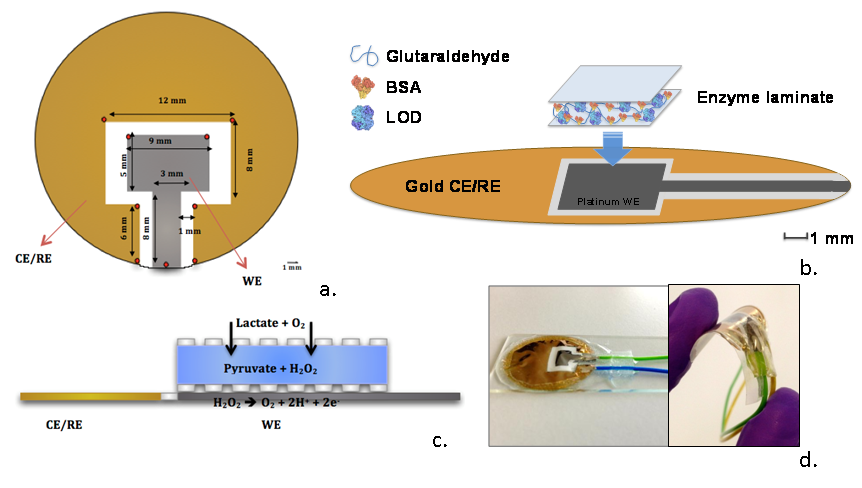 12 mm
9 mm
5 mm
3 mm
8 mm
6 mm
8 mm
1 mm
CE/RE
WE
1 mm
a.
Glutaraldehyde
BSA
LOD
Enzyme laminate
Gold CE/RE
Platinum WE
1 mm
b.
Lactate + O₂
Pyruvate + H₂O₂
H₂O₂ ➔ O₂ + 2H⁺ + 2e⁻
CE/RE
WE
c.
d.